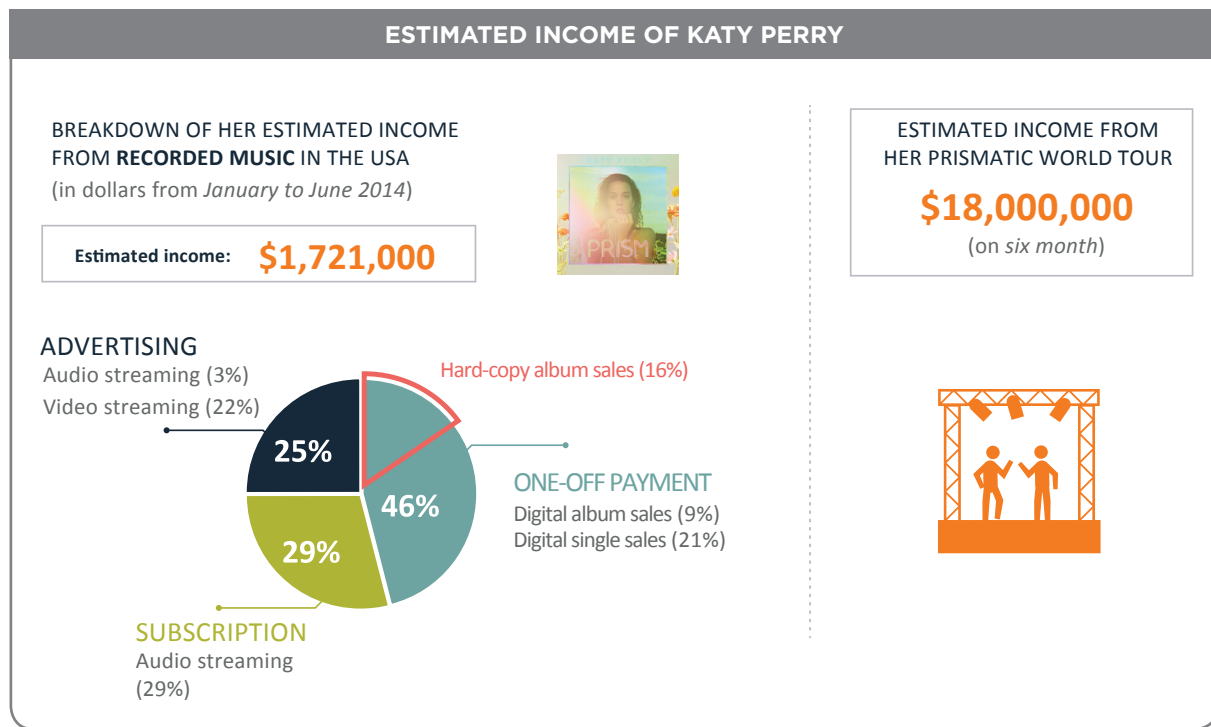 ESTIMATED INCOME OF KATY PERRY
BREAKDOWN OF HER ESTIMATED INCOME
FROM RECORDED MUSIC IN THE USA
(in dollars from January to June 2014)
Estimated income: $1,721,000
PRISM
ADVERTISING
Audio streaming (3%)
Video streaming (22%)
25%
Hard-copy album sales (16%)
46%
ONE-OFF PAYMENT
Digital album sales (9%)
Digital single sales (21%)
29%
SUBSCRIPTION
Audio streaming
(29%)
ESTIMATED INCOME FROM
HER PRISMATIC WORLD TOUR
$18,000,000
(on six month)